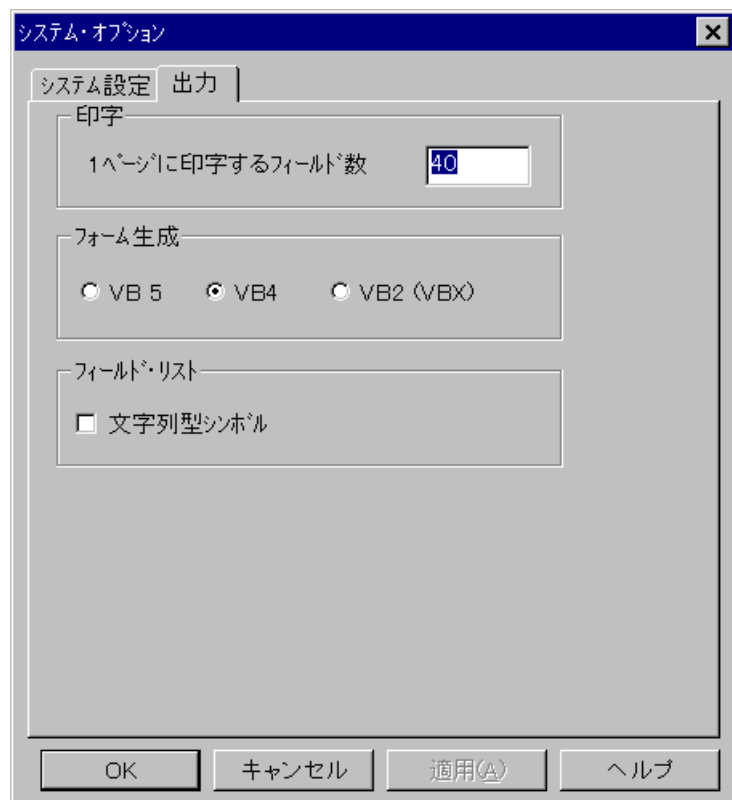 ｼｽﾃﾑ・ｵﾌﾟｼｮﾝ
ｼｽﾃﾑ設定 出力
印字
1ﾍﾟｰｼﾞに印字するﾌｨｰﾙﾄﾞ数 40
ﾌｫｰﾑ生成
VB 5 VB4 VB2 (VBX)
ﾌｨｰﾙﾄﾞ・ﾘｽﾄ
文字列型ｼﾝﾎﾞﾙ
OK キャンセル 適用(A) ヘルプ